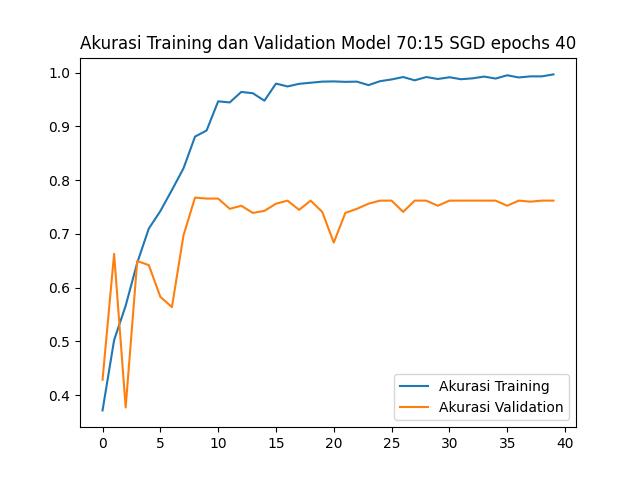 Akurasi Training dan Validation Model 70:15 SGD epochs 40
1.0
0.9
0.8
0.7
0.6
0.5
0.4
Akurasi Training
Akurasi Validation
0 5 10 15 20 25 30 35 40